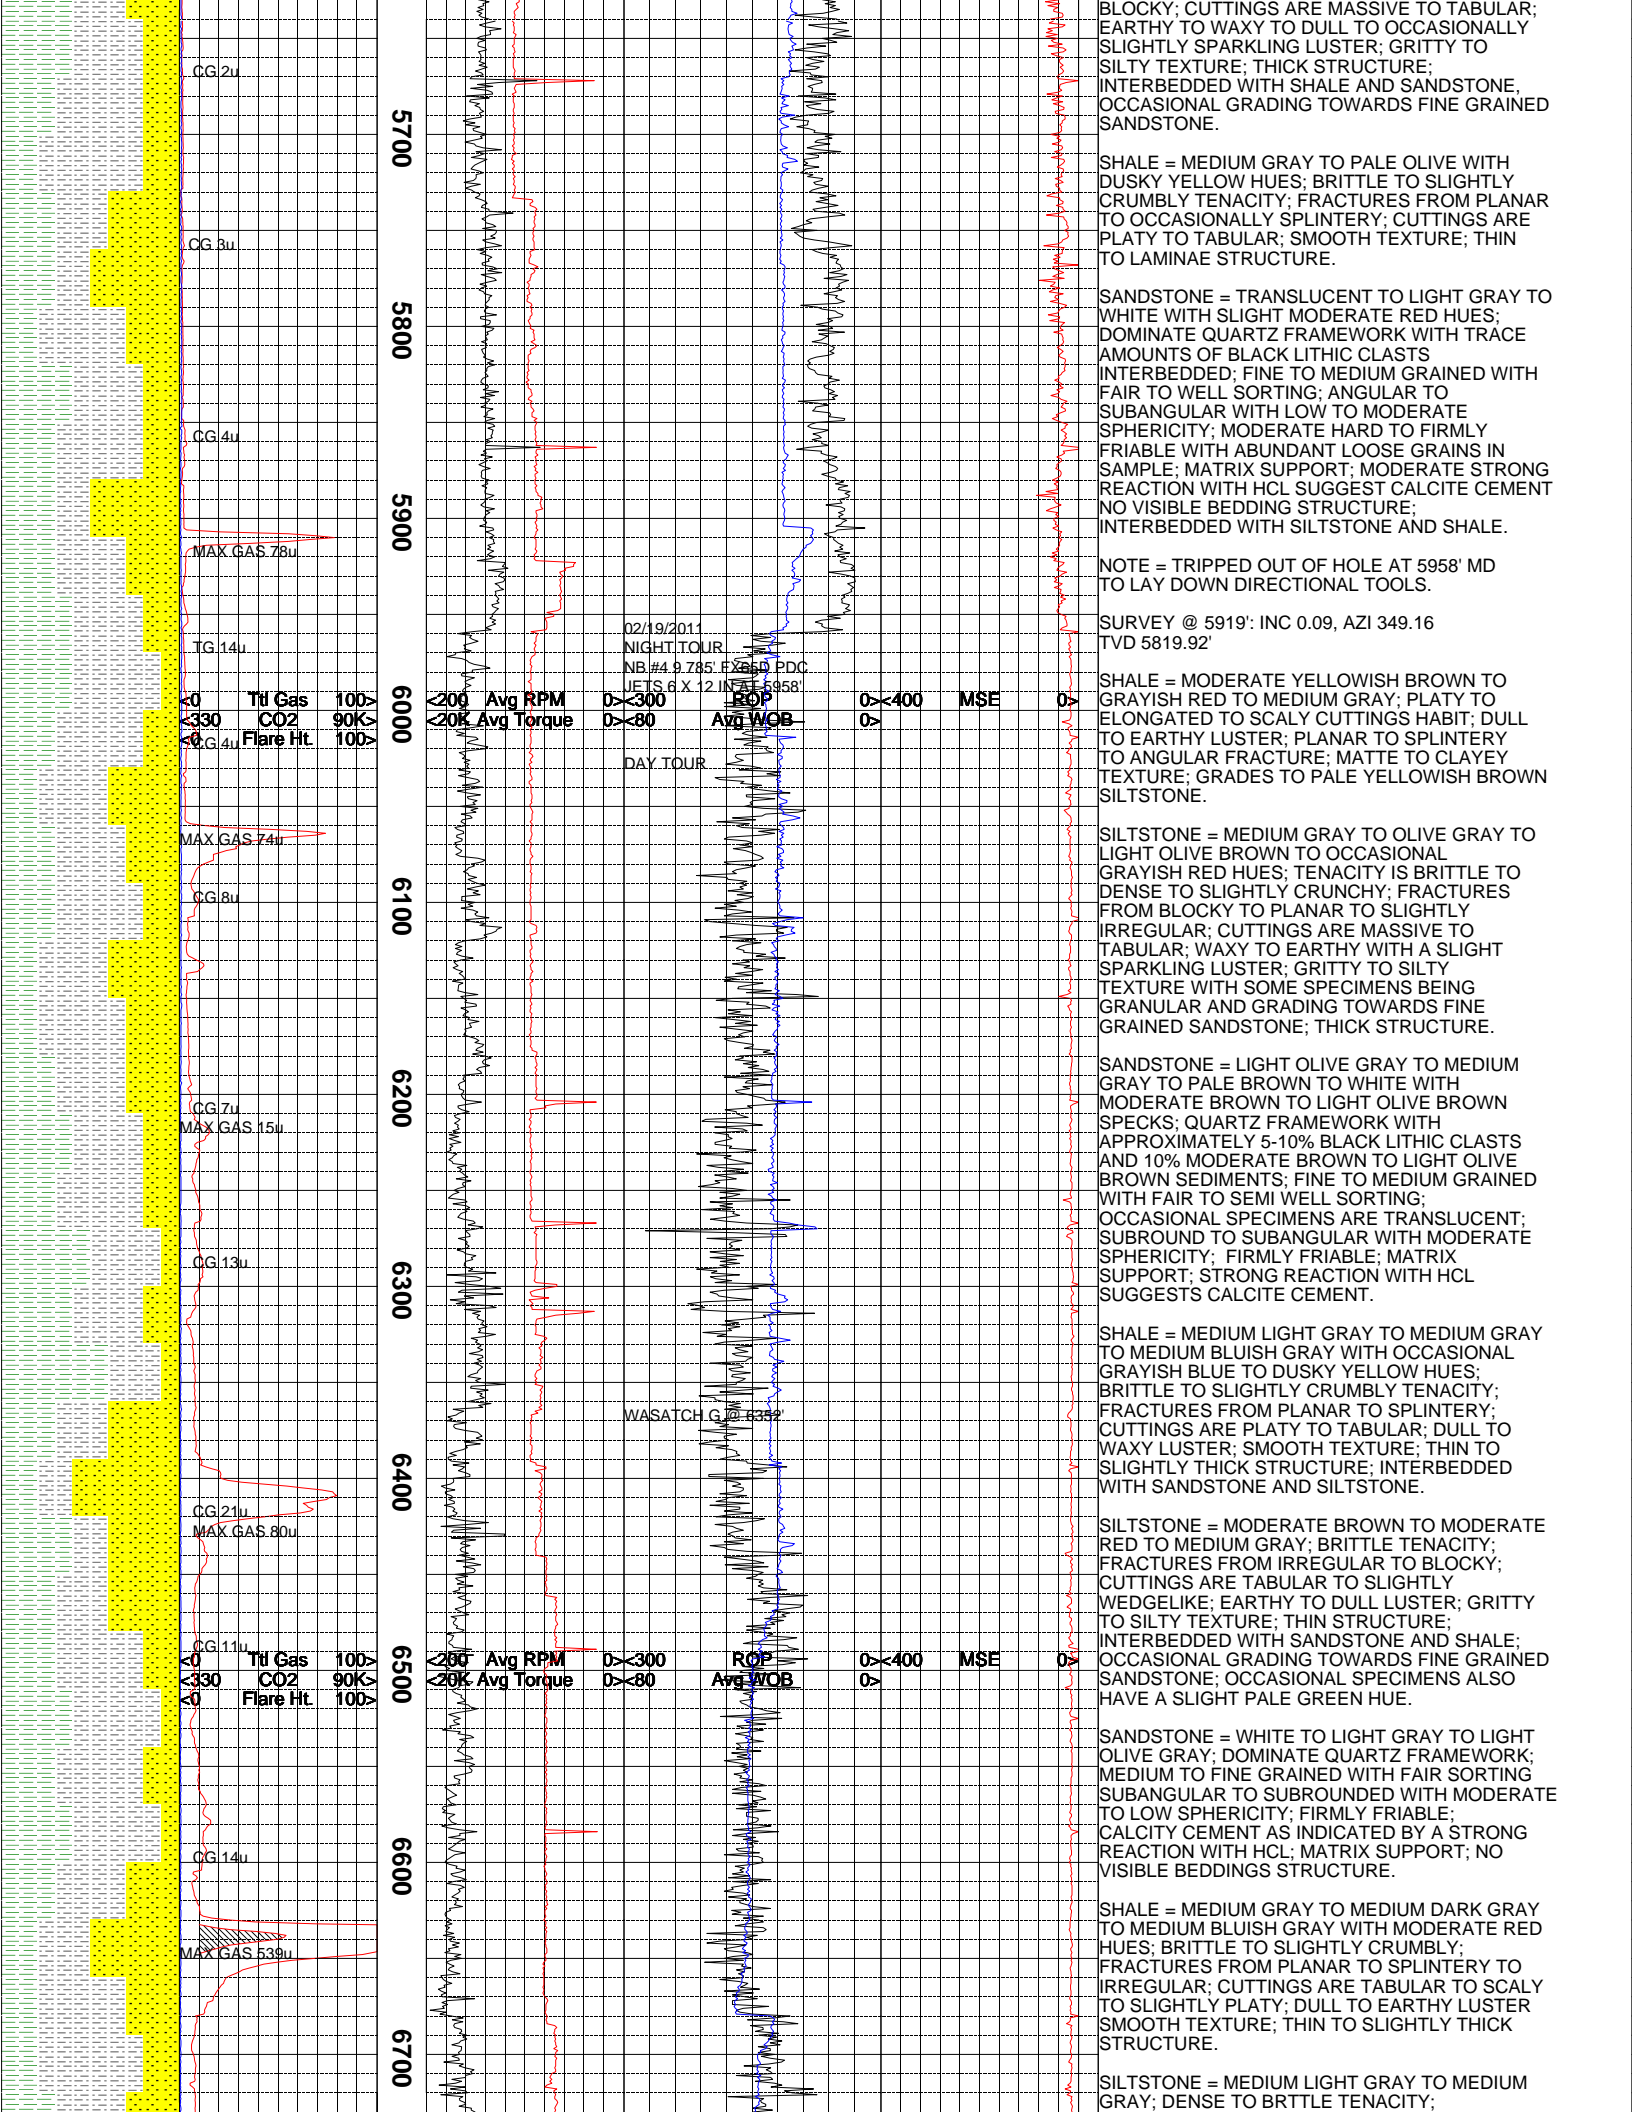 CG 2u
CG 3u
CG 4u
MAX GAS 78u
TG 14u
<0 Ttl Gas 100>
<330 CO2 90K>
<0 Flare Ht. 100>
CG 4u
MAX GAS 74u
CG 8u
CG 7u
MAX GAS 15u
CG 13u
CG 21u
MAX GAS 80u
CG 11u
<0 Ttl Gas 100>
<330 CO2 90K>
<0 Flare Ht. 100>
CG 14u
MAX GAS 539u
5700
5800
5900
6000
6100
6200
6300
6400
6500
6600
6700
02/19/2011
NIGHT TOUR
NB #4 9.785' FX65D PDC
JETS 6 X 12 IN AT 5958'
<200 Avg RPM 0><300 ROP 0><400 MSE 0>
<20K Avg Torque 0><80 Avg WOB 0>
DAY TOUR
WASATCH G @ 6352'
<200 Avg RPM 0><300 ROP 0><400 MSE 0>
<20K Avg Torque 0><80 Avg WOB 0>
BLOCKY; CUTTINGS ARE MASSIVE TO TABULAR;
EARTHY TO WAXY TO DULL TO OCCASIONALLY
SLIGHTLY SPARKLING LUSTER; GRITTY TO
SILTY TEXTURE; THICK STRUCTURE;
INTERBEDDED WITH SHALE AND SANDSTONE,
OCCASIONAL GRADING TOWARDS FINE GRAINED
SANDSTONE.
SHALE = MEDIUM GRAY TO PALE OLIVE WITH
DUSKY YELLOW HUES; BRITTLE TO SLIGHTLY
CRUMBLY TENACITY; FRACTURES FROM PLANAR
TO OCCASIONALLY SPLINTERY; CUTTINGS ARE
PLATY TO TABULAR; SMOOTH TEXTURE; THIN
TO LAMINAE STRUCTURE.
SANDSTONE = TRANSLUCENT TO LIGHT GRAY TO
WHITE WITH SLIGHT MODERATE RED HUES;
DOMINATE QUARTZ FRAMEWORK WITH TRACE
AMOUNTS OF BLACK LITHIC CLASTS
INTERBEDDED; FINE TO MEDIUM GRAINED WITH
FAIR TO WELL SORTING; ANGULAR TO
SUBANGULAR WITH LOW TO MODERATE
SPHERICITY; MODERATE HARD TO FIRMLY
FRIABLE WITH ABUNDANT LOOSE GRAINS IN
SAMPLE; MATRIX SUPPORT; MODERATE STRONG
REACTION WITH HCL SUGGEST CALCITE CEMENT
NO VISIBLE BEDDING STRUCTURE;
INTERBEDDED WITH SILTSTONE AND SHALE.
NOTE = TRIPPED OUT OF HOLE AT 5958' MD
TO LAY DOWN DIRECTIONAL TOOLS.
SURVEY @ 5919': INC 0.09, AZI 349.16
TVD 5819.92'
SHALE = MODERATE YELLOWISH BROWN TO
GRAYISH RED TO MEDIUM GRAY; PLATY TO
ELONGATED TO SCALY CUTTINGS HABIT; DULL
TO EARTHY LUSTER; PLANAR TO SPLINTERY
TO ANGULAR FRACTURE; MATTE TO CLAYEY
TEXTURE; GRADES TO PALE YELLOWISH BROWN
SILTSTONE.
SILTSTONE = MEDIUM GRAY TO OLIVE GRAY TO
LIGHT OLIVE BROWN TO OCCASIONAL
GRAYISH RED HUES; TENACITY IS BRITTLE TO
DENSE TO SLIGHTLY CRUNCHY; FRACTURES
FROM BLOCKY TO PLANAR TO SLIGHTLY
IRREGULAR; CUTTINGS ARE MASSIVE TO
TABULAR; WAXY TO EARTHY WITH A SLIGHT
SPARKLING LUSTER; GRITTY TO SILTY
TEXTURE WITH SOME SPECIMENS BEING
GRANULAR AND GRADING TOWARDS FINE
GRAINED SANDSTONE; THICK STRUCTURE.
SANDSTONE = LIGHT OLIVE GRAY TO MEDIUM
GRAY TO PALE BROWN TO WHITE WITH
MODERATE BROWN TO LIGHT OLIVE BROWN
SPECKS; QUARTZ FRAMEWORK WITH
APPROXIMATELY 5-10% BLACK LITHIC CLASTS
AND 10% MODERATE BROWN TO LIGHT OLIVE
BROWN SEDIMENTS; FINE TO MEDIUM GRAINED
WITH FAIR TO SEMI WELL SORTING;
OCCASIONAL SPECIMENS ARE TRANSLUCENT;
SUBROUND TO SUBANGULAR WITH MODERATE
SPHERICITY; FIRMLY FRIABLE; MATRIX
SUPPORT; STRONG REACTION WITH HCL
SUGGESTS CALCITE CEMENT.
SHALE = MEDIUM LIGHT GRAY TO MEDIUM GRAY
TO MEDIUM BLUISH GRAY WITH OCCASIONAL
GRAYISH BLUE TO DUSKY YELLOW HUES;
BRITTLE TO SLIGHTLY CRUMBLY TENACITY;
FRACTURES FROM PLANAR TO SPLINTERY;
CUTTINGS ARE PLATY TO TABULAR; DULL TO
WAXY LUSTER; SMOOTH TEXTURE; THIN TO
SLIGHTLY THICK STRUCTURE; INTERBEDDED
WITH SANDSTONE AND SILTSTONE.
SILTSTONE = MODERATE BROWN TO MODERATE
RED TO MEDIUM GRAY; BRITTLE TENACITY;
FRACTURES FROM IRREGULAR TO BLOCKY;
CUTTINGS ARE TABULAR TO SLIGHTLY
WEDGELIKE; EARTHY TO DULL LUSTER; GRITTY
TO SILTY TEXTURE; THIN STRUCTURE;
INTERBEDDED WITH SANDSTONE AND SHALE;
OCCASIONAL GRADING TOWARDS FINE GRAINED
SANDSTONE; OCCASIONAL SPECIMENS ALSO
HAVE A SLIGHT PALE GREEN HUE.
SANDSTONE = WHITE TO LIGHT GRAY TO LIGHT
OLIVE GRAY; DOMINATE QUARTZ FRAMEWORK;
MEDIUM TO FINE GRAINED WITH FAIR SORTING
SUBANGULAR TO SUBROUNDED WITH MODERATE
TO LOW SPHERICITY; FIRMLY FRIABLE;
CALCITY CEMENT AS INDICATED BY A STRONG
REACTION WITH HCL; MATRIX SUPPORT; NO
VISIBLE BEDDINGS STRUCTURE.
SHALE = MEDIUM GRAY TO MEDIUM DARK GRAY
TO MEDIUM BLUISH GRAY WITH MODERATE RED
HUES; BRITTLE TO SLIGHTLY CRUMBLY;
FRACTURES FROM PLANAR TO SPLINTERY TO
IRREGULAR; CUTTINGS ARE TABULAR TO SCALY
TO SLIGHTLY PLATY; DULL TO EARTHY LUSTER
SMOOTH TEXTURE; THIN TO SLIGHTLY THICK
STRUCTURE.
SILTSTONE = MEDIUM LIGHT GRAY TO MEDIUM
GRAY; DENSE TO BRTTLE TENACITY;